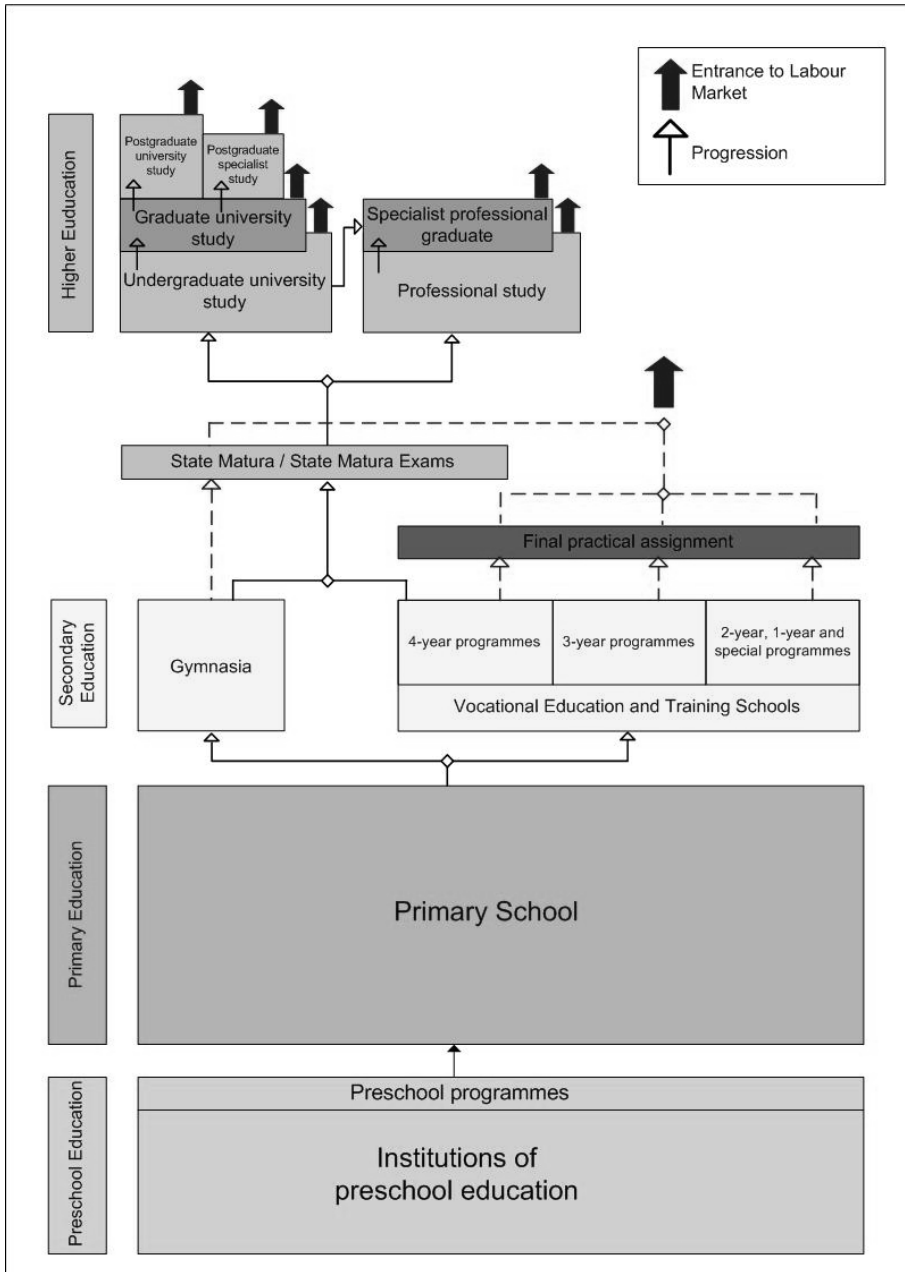 Entrance to Labour
Market
Progression
Higher Euducation
Postgraduate
university
study
Postgraduate
specialist
study
Graduate university
study
Undergraduate university
study
Specialist professional
graduate
Professional study
State Matura / State Matura Exams
Final practical assignment
Secondary
Education
Gymnasia
4-year programmes
3-year programmes
2-year, 1-year and
special programmes
Vocational Education and Training Schools
Primary Education
Primary School
Preschool Education
Preschool programmes
Institutions of
preschool education